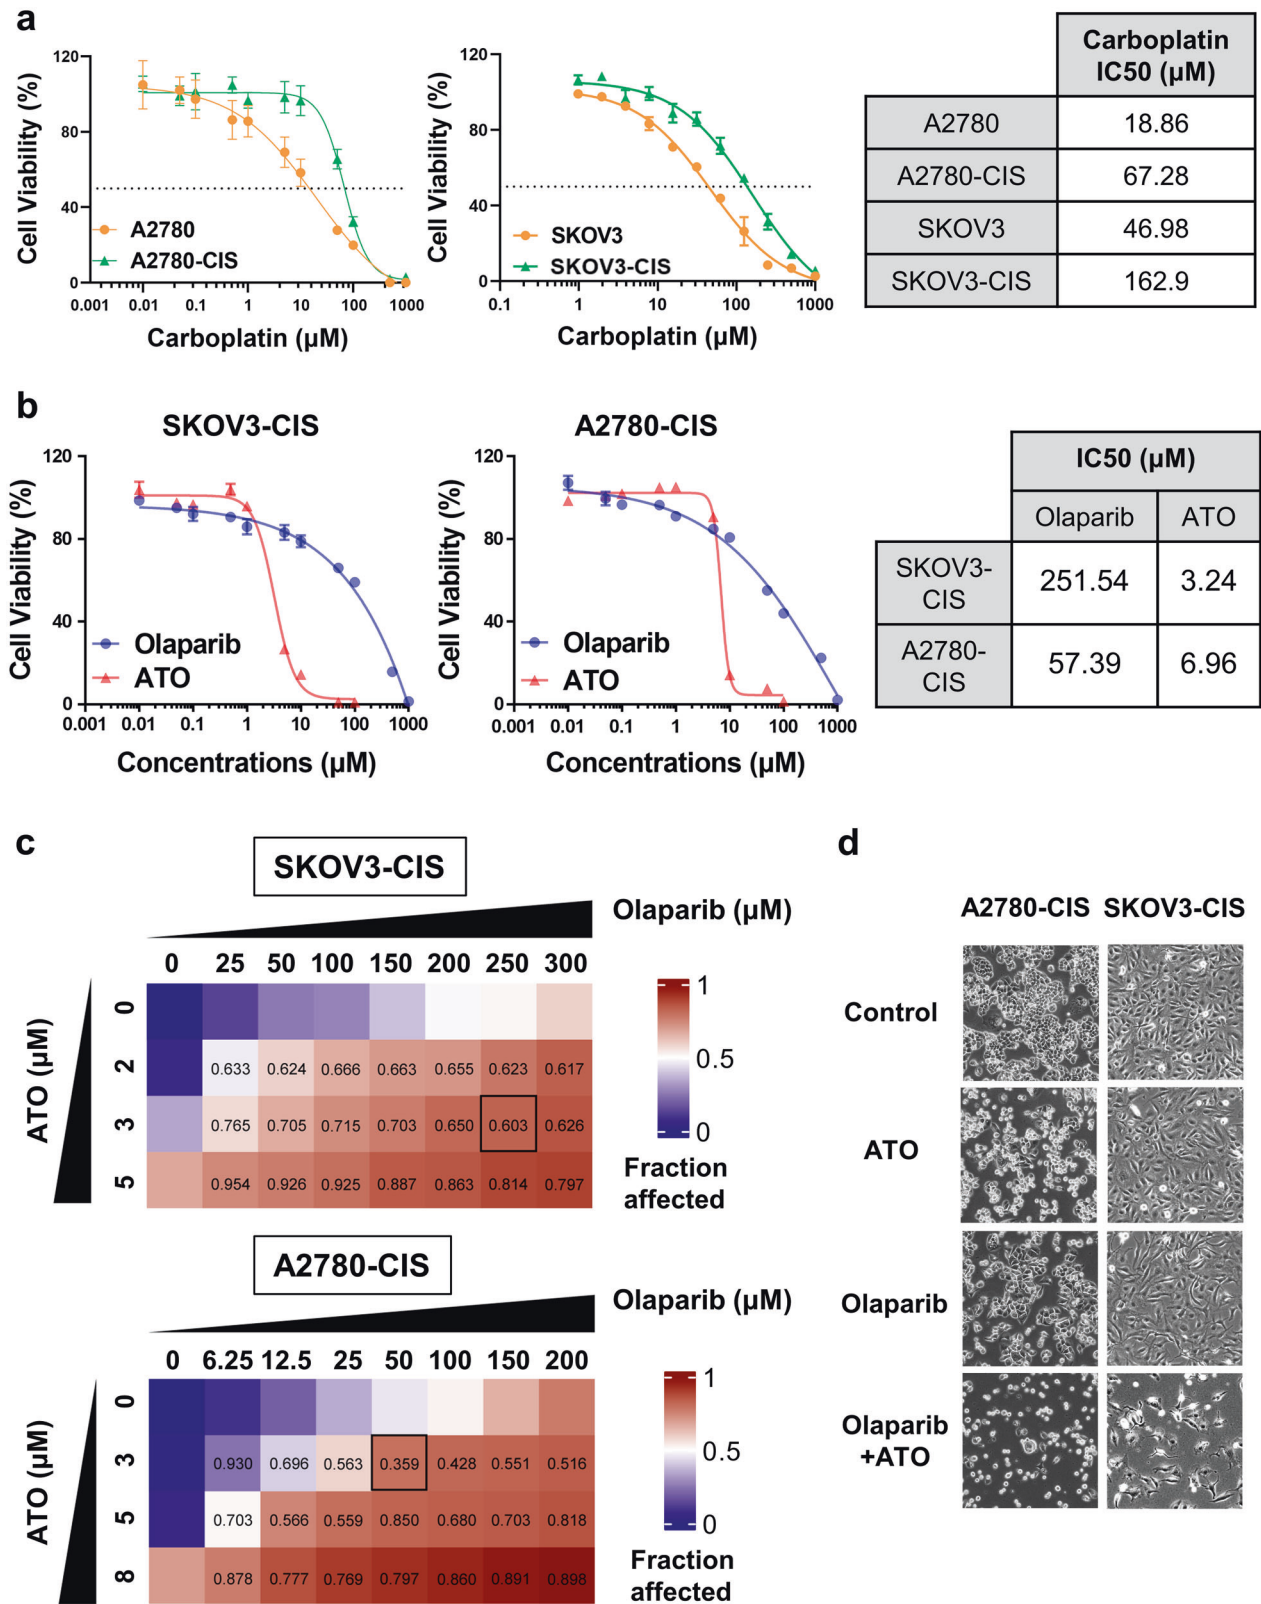 a
120
80
40
0
Cell Viability (%)
A2780
A2780-CIS
0.001 0.01 0.1 1 10 100 1000
Carboplatin (µM)
120
80
40
0
Cell Viability (%)
SKOV3
SKOV3-CIS
0.1 1 10 100 1000
Carboplatin (µM)
Carboplatin
IC50 (µM)
A2780 18.86
A2780-CIS 67.28
SKOV3 46.98
SKOV3-CIS 162.9
b
SKOV3-CIS
120
80
40
0
Cell Viability (%)
Olaparib
ATO
0.001 0.01 0.1 1 10 100 1000
Concentrations (µM)
A2780-CIS
120
80
40
0
Cell Viability (%)
Olaparib
ATO
0.001 0.01 0.1 1 10 100 1000
Concentrations (µM)
IC50 (µM)
Olaparib ATO
SKOV3-
CIS
251.54 3.24
A2780-
CIS
57.39 6.96
c
SKOV3-CIS
Olaparib (µM)
0 25 50 100 150 200 250 300
ATO (µM)
0
2 0.633 0.624 0.666 0.663 0.655 0.623 0.617
3 0.765 0.705 0.715 0.703 0.650 0.603 0.626
5 0.954 0.926 0.925 0.887 0.863 0.814 0.797
1
0.5
0
Fraction
affected
A2780-CIS
Olaparib (µM)
0 6.25 12.5 25 50 100 150 200
ATO (µM)
0
3 0.930 0.696 0.563 0.359 0.428 0.551 0.516
5 0.703 0.566 0.559 0.850 0.680 0.703 0.818
8 0.878 0.777 0.769 0.797 0.860 0.891 0.898
1
0.5
0
Fraction
affected
d
A2780-CIS SKOV3-CIS
Control
ATO
Olaparib
Olaparib
+ATO